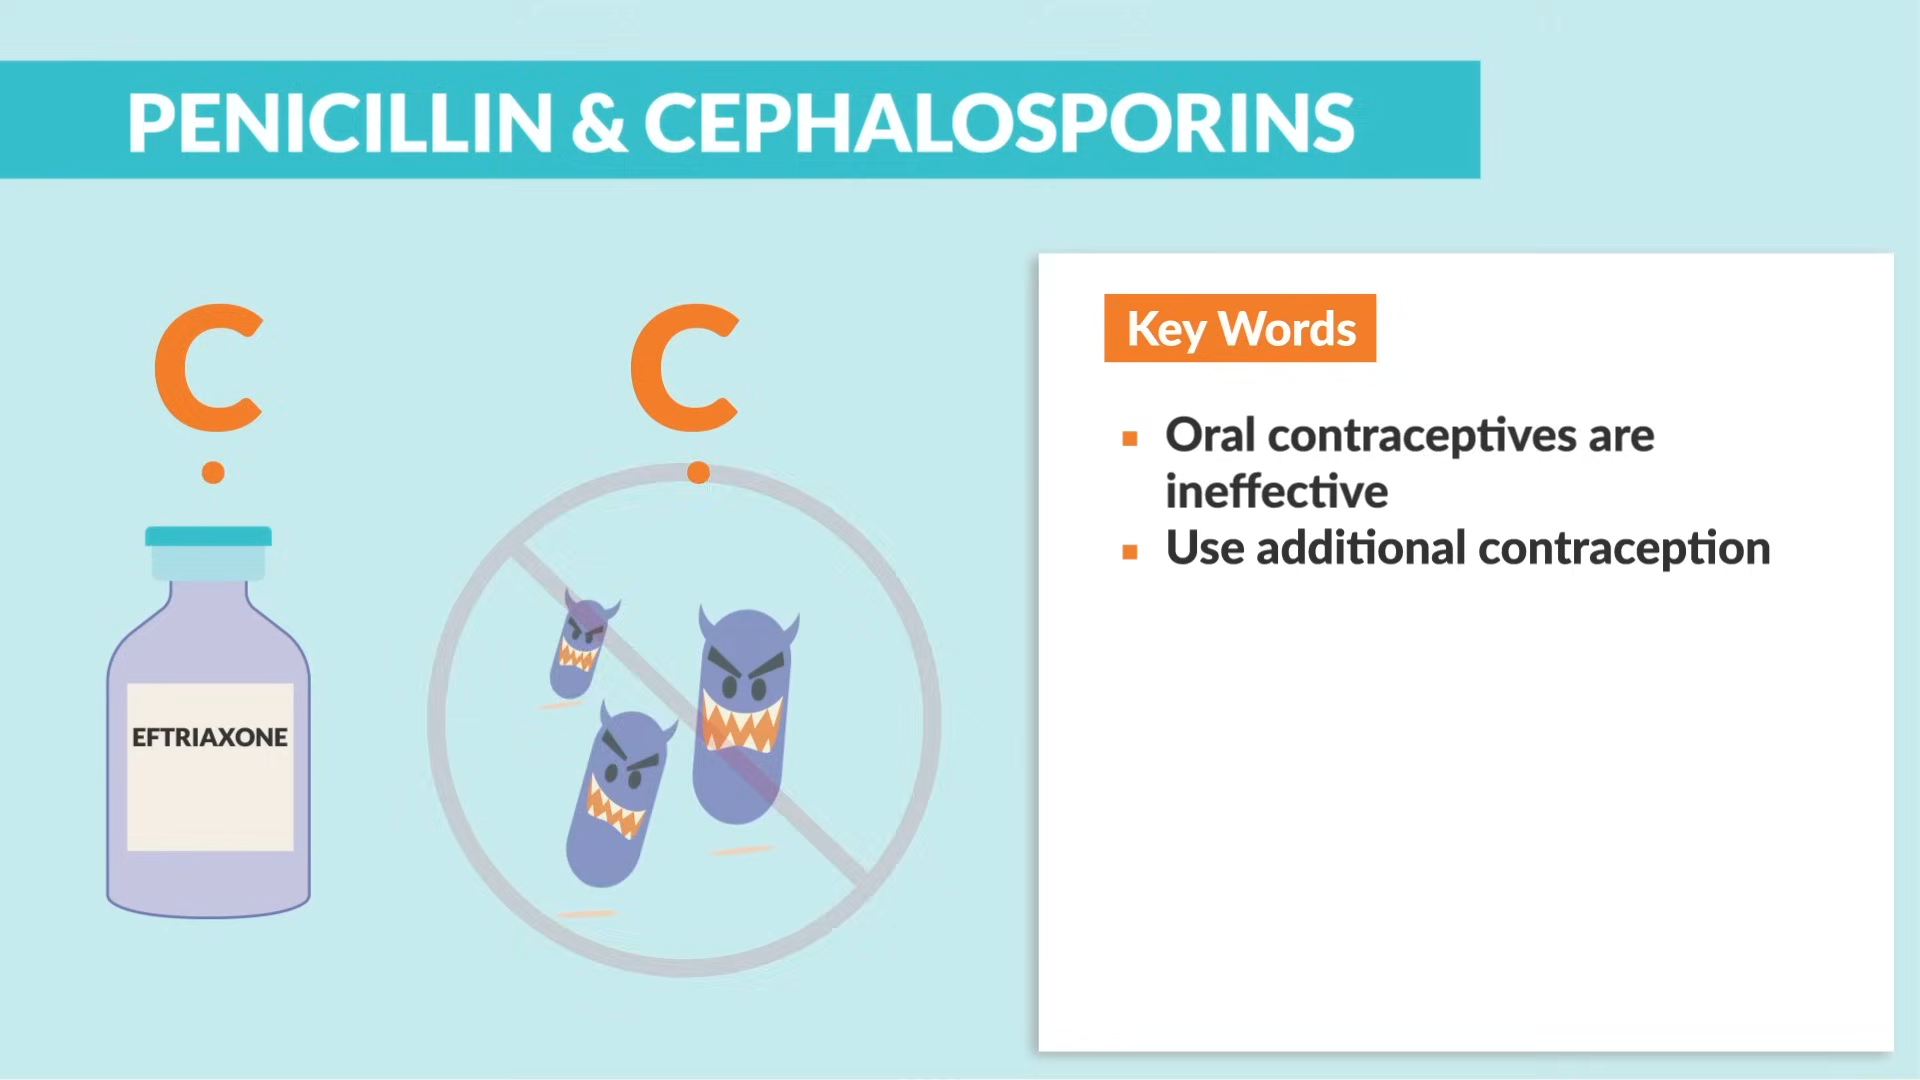 PENICILLIN & CEPHALOSPORINS
C
C
EFTRIAXONE
Key Words
Oral contraceptives are
ineffective
Use additional contraception